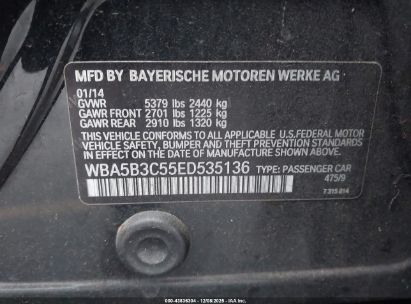 MFD BY BAYERISCHE MOTOREN WERKE AG
01/14
GVWR 5379 lbs 2440 kg
GAWR FRONT 2701 lbs 1225 kg
GAWR REAR 2910 lbs 1320 kg
THIS VEHICLE CONFORMS TO ALL APPLICABLE U.S.FEDERAL MOTOR
VEHICLE SAFETY, BUMPER, AND THEFT PREVENTION STANDARDS
IN EFFECT ON THE DATE OF MANUFACTURE SHOWN ABOVE.
WBA5B3C55ED535136 TYPE: PASSENGER CAR
475/9
7 315 214